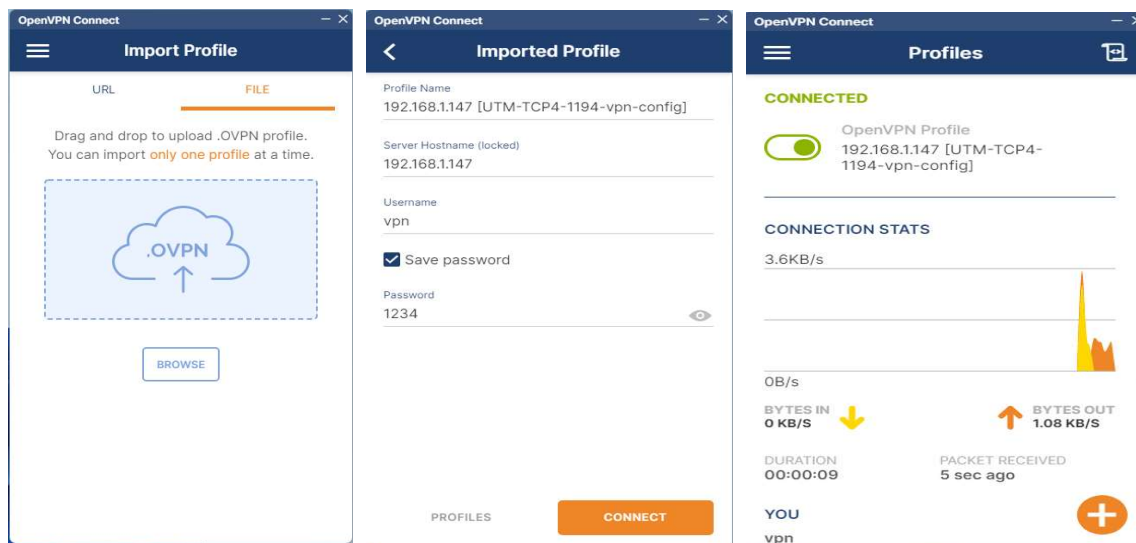 OpenVPN Connect
Import Profile
URL
FILE
Drag and drop to upload .OVPN profile.
You can import only one profile at a time.
.OVPN
BROWSE
OpenVPN Connect
Imported Profile
Profile Name
192.168.1.147 [UTM-TCP4-1194-vpn-config]
Server Hostname (locked)
192.168.1.147
Username
vpn
Save password
Password
1234
PROFILES
CONNECT
OpenVPN Connect
Profiles
CONNECTED
OpenVPN Profile
192.168.1.147 [UTM-TCP4-
1194-vpn-config]
CONNECTION STATS
3.6KB/s
0B/s
BYTES IN
0 KB/S
BYTES OUT
1.08 KB/S
DURATION
00:00:09
PACKET RECEIVED
5 sec ago
YOU
vpn